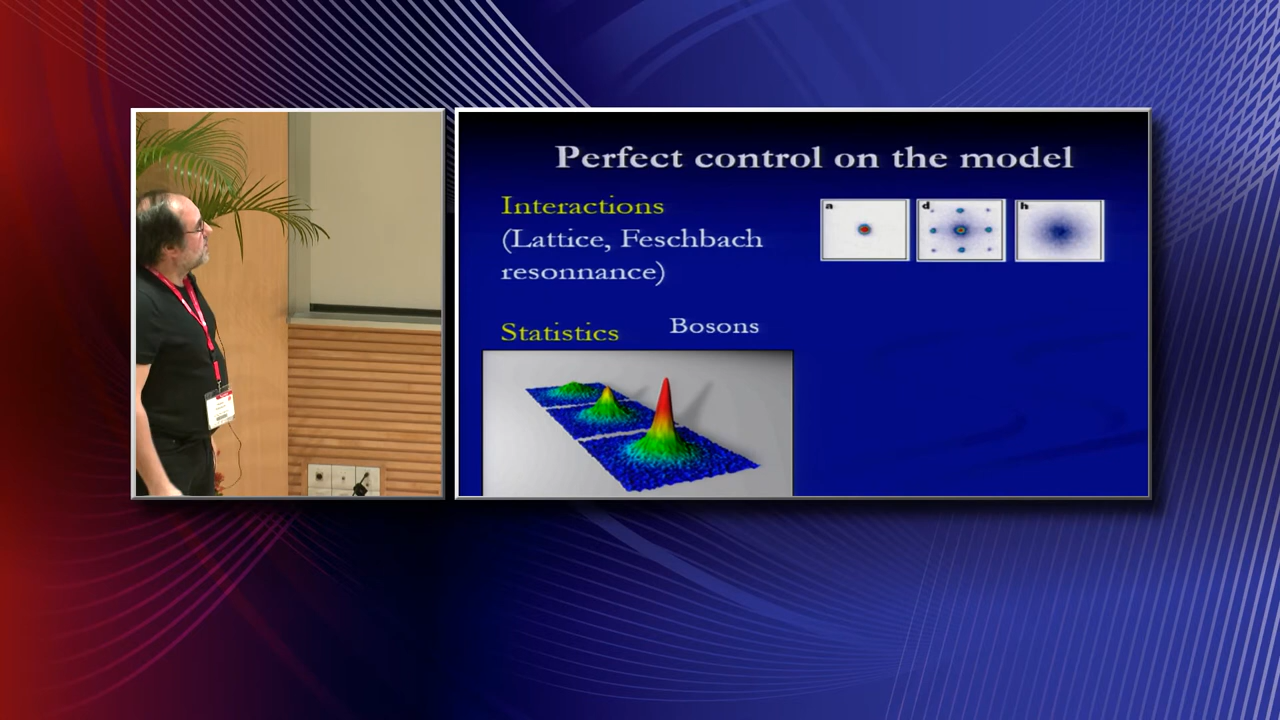 Perfect control on the model
Interactions
(Lattice, Feschbach
resonnance)
a
d
h
Statistics
Bosons